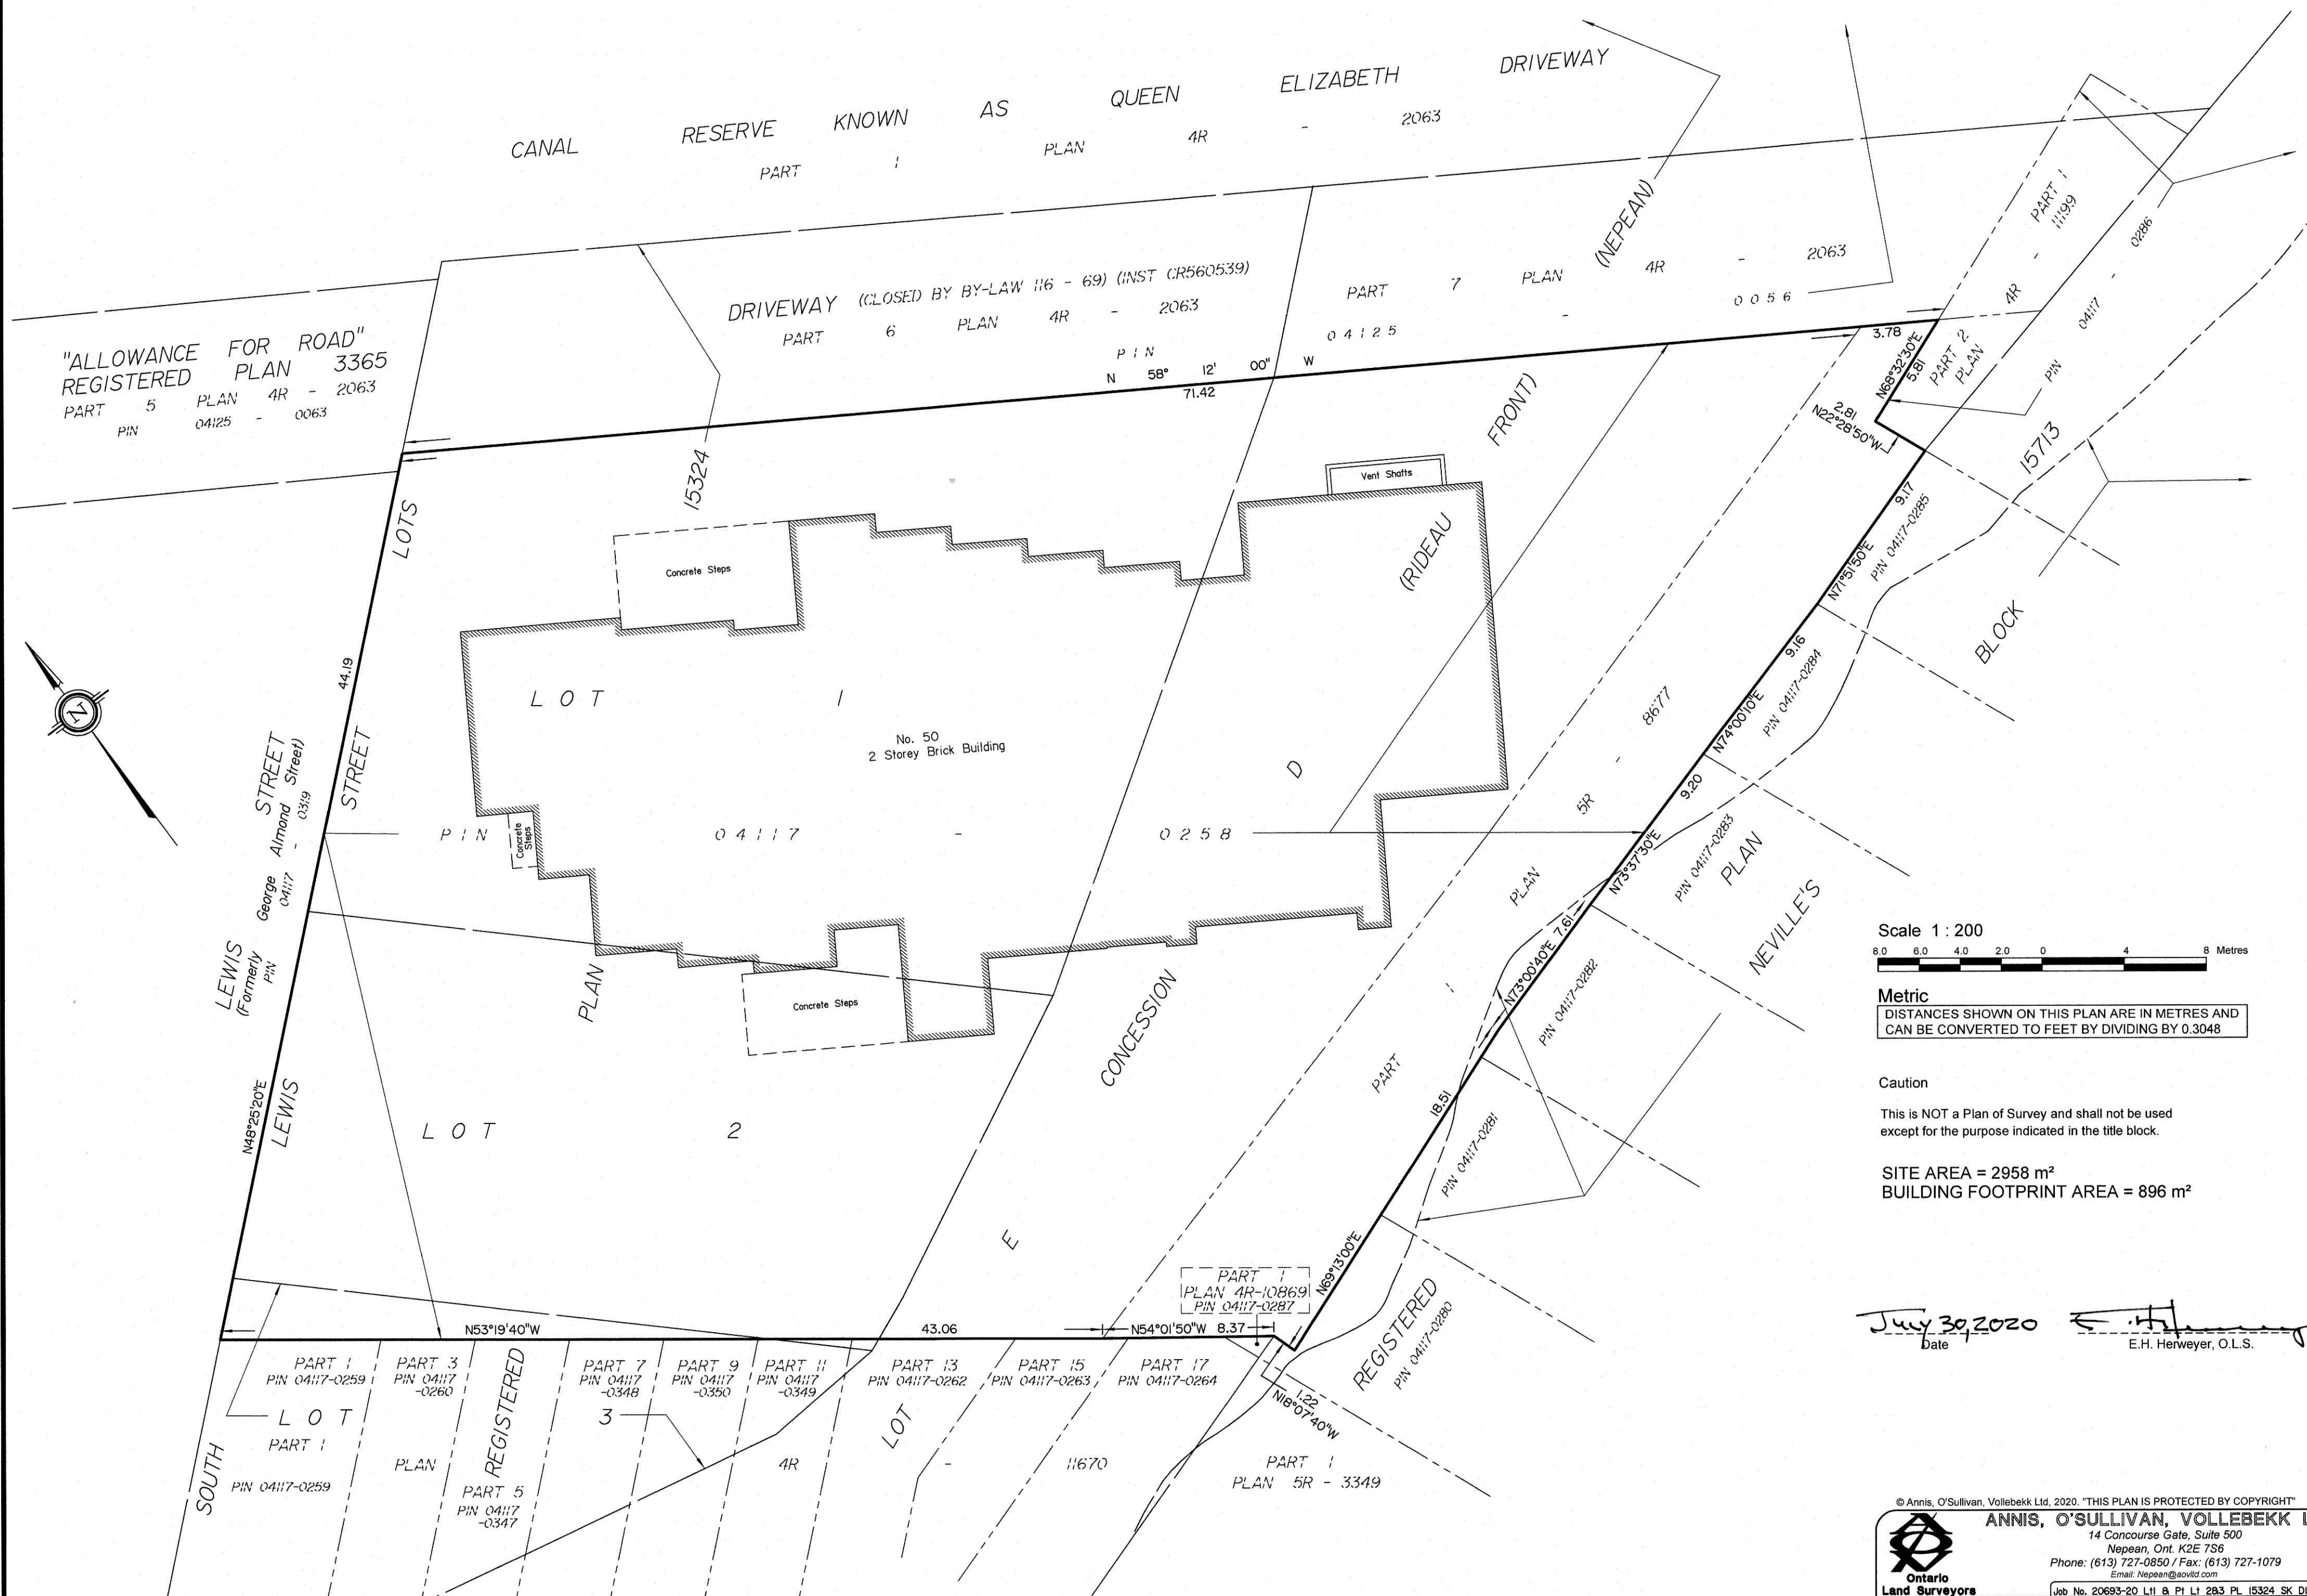 CANAL RESERVE KNOWN AS QUEEN ELIZABETH DRIVEWAY
PART 1 PLAN 4R - 2063
(NEPEAN)
DRIVEWAY (CLOSED BY BY-LAW 116 - 69) (INST CR560539)
PART 6 PLAN 4R - 2063
PART 7 PLAN 4R - 2063
PIN 04125 - 0056
"ALLOWANCE FOR ROAD"
REGISTERED PLAN 3365
PART 5 PLAN 4R - 2063
PIN 04125 - 0063
N 58° 12' 00" W
71.42
3.78
N68°32'30"E
5.81
2.81
N22°28'50"W
PART 1
4R - 11199
PART 2
PLAN
PIN 04117 - 0286
15713
BLOCK
9.17
N71°51'50"E
PIN 04117-0285
9.16
N74°00'10"E
PIN 04117-0284
9.20
N73°37'30"E
PIN 04117-0283
PLAN
NEVILLE'S
7.61
N73°00'40"E
PIN 04117-0282
18.51
N69°13'00"E
PIN 04117-0281
REGISTERED
PIN 04117-0280
FRONT)
(RIDEAU
Vent Shafts
15324
LOTS
Concrete Steps
44.19
LOT 1
No. 50
2 Storey Brick Building
D
PIN 04117 - 0258
Concrete
Steps
STREET
LEWIS STREET
(Formerly George Almond Street)
PIN 04117 - 0319
PLAN
Concrete Steps
CONCESSION
PART 1 PLAN 5R - 8677
N48°25'20"E
LEWIS
LOT 2
E
PART 1
PLAN 4R-10869
PIN 04117-0287
N53°19'40"W
43.06
N54°01'50"W 8.37
1.22
N18°07'40"W
PART 1
PIN 04117-0259
PART 3
PIN 04117
-0260
REGISTERED
PART 7
PIN 04117
-0348
PART 9
PIN 04117
-0350
PART 11
PIN 04117
-0349
PART 13
PIN 04117-0262
PART 15
PIN 04117-0263
PART 17
PIN 04117-0264
LOT
3
LOT
PART 1
PIN 04117-0259
SOUTH
PLAN 4R - 11670
PART 5
PIN 04117
-0347
PART 1
PLAN 5R - 3349
N
Scale 1 : 200
8.0 6.0 4.0 2.0 0 4 8 Metres
Metric
DISTANCES SHOWN ON THIS PLAN ARE IN METRES AND
CAN BE CONVERTED TO FEET BY DIVIDING BY 0.3048
Caution
This is NOT a Plan of Survey and shall not be used
except for the purpose indicated in the title block.
SITE AREA = 2958 m²
BUILDING FOOTPRINT AREA = 896 m²
July 30, 2020
Date
E.H. Herweyer, O.L.S.
© Annis, O'Sullivan, Vollebekk Ltd, 2020. "THIS PLAN IS PROTECTED BY COPYRIGHT"
ANNIS, O'SULLIVAN, VOLLEBEKK
14 Concourse Gate, Suite 500
Nepean, Ont. K2E 7S6
Phone: (613) 727-0850 / Fax: (613) 727-1079
Email: Nepean@aovltd.com
Ontario
Land Surveyors
Job No. 20693-20 Lt1 & Pt Lt 2&3 PL 15324 SK